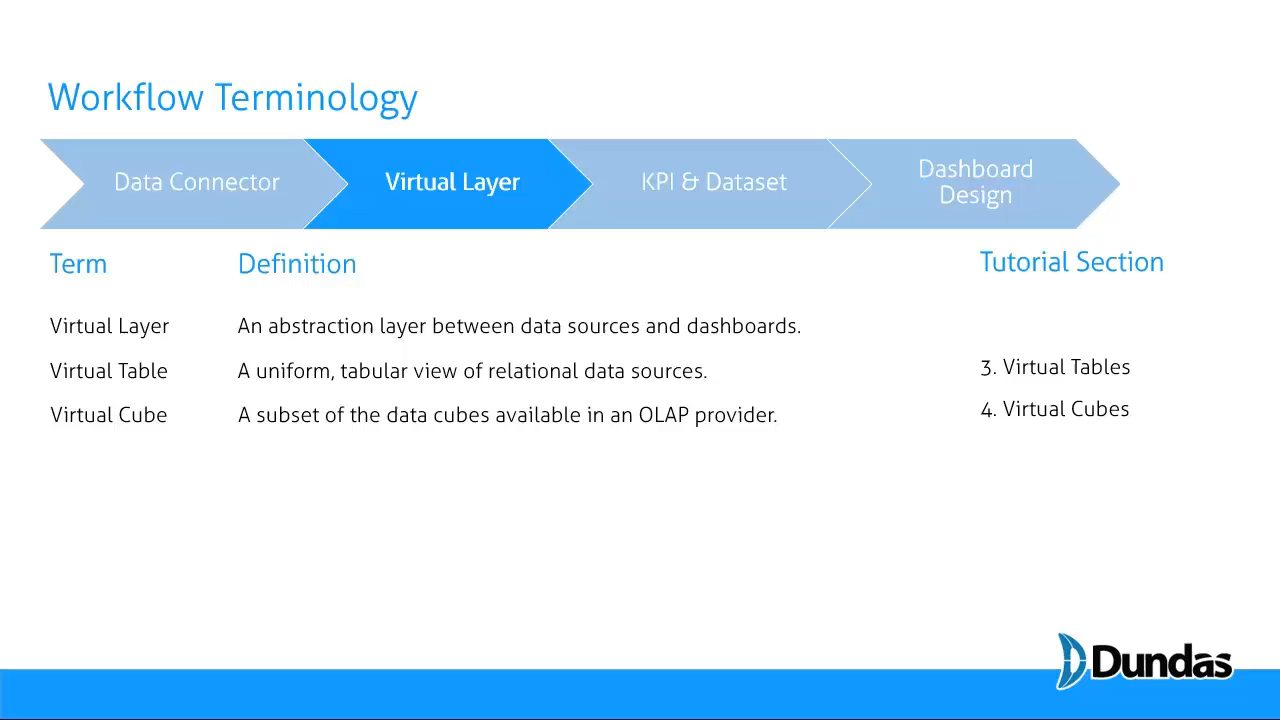 Workflow Terminology
Data Connector
Virtual Layer
KPI & Dataset
Dashboard
Design
Term Definition Tutorial Section
Virtual Layer An abstraction layer between data sources and dashboards.
Virtual Table A uniform, tabular view of relational data sources. 3. Virtual Tables
Virtual Cube A subset of the data cubes available in an OLAP provider. 4. Virtual Cubes
Dundas